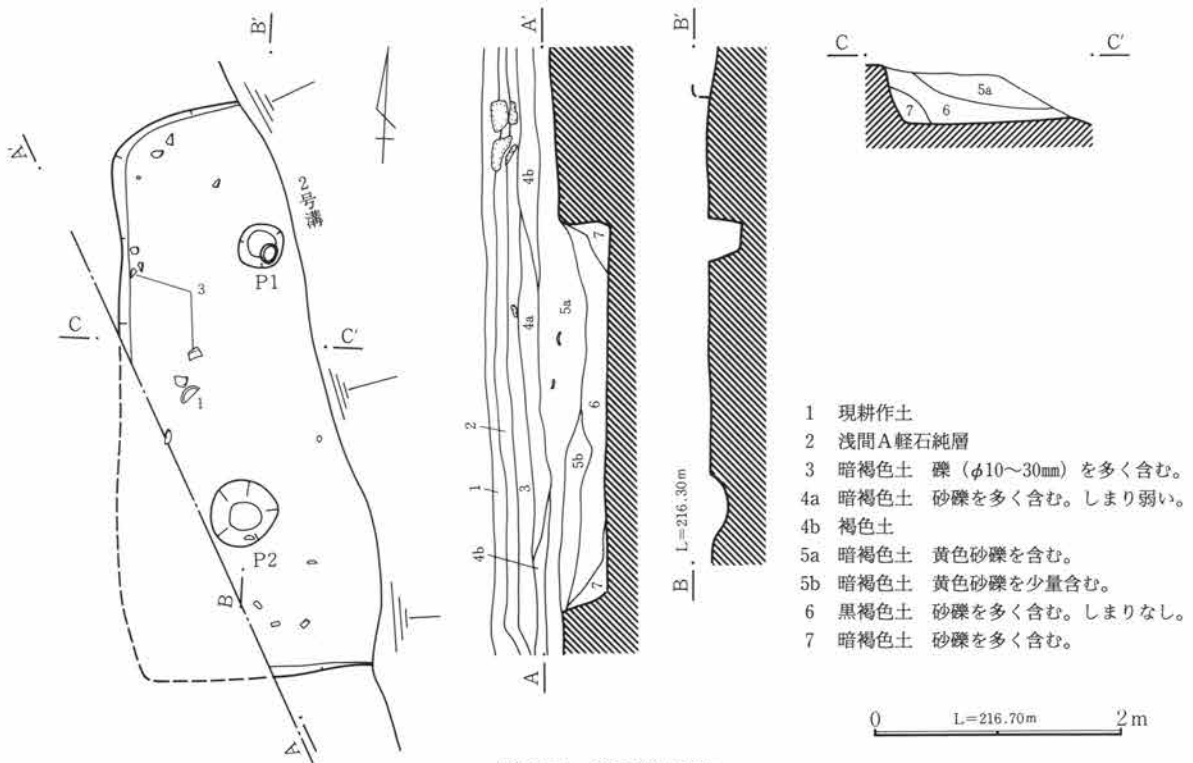 B'
A'
2号溝
3
P1
C
C'
1
P2
B
A
A'
4b
7
5a
4a
6
2
5b
1
3
4b
7
A
B'
L=216.30m
B
C
C'
5a
6
7
1 現耕作土
2 浅間A軽石純層
3 暗褐色土 礫(φ10～30㎜)を多く含む。
4a 暗褐色土 砂礫を多く含む。しまり弱い。
4b 褐色土
5a 暗褐色土 黄色砂礫を含む。
5b 暗褐色土 黄色砂礫を少量含む。
6 黒褐色土 砂礫を多く含む。しまりなし。
7 暗褐色土 砂礫を多く含む。
0 L=216.70m 2m